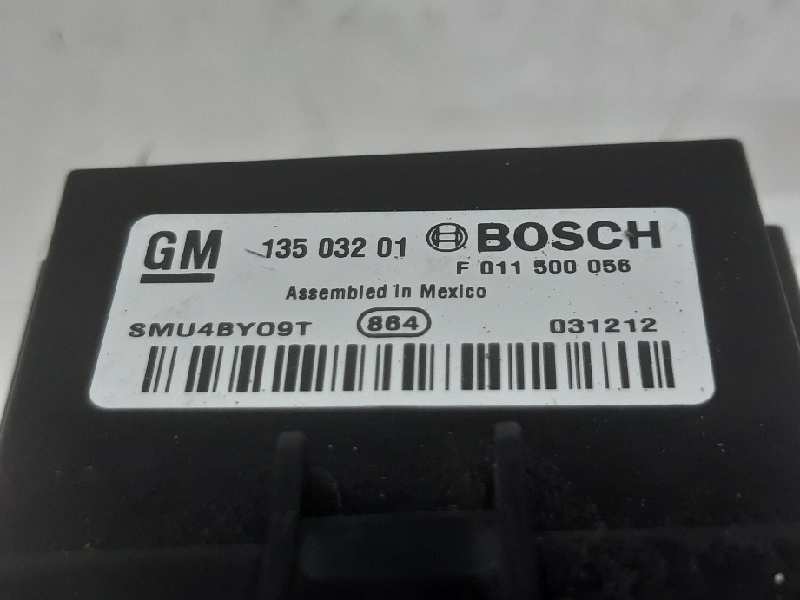 GM 135 032 01 BOSCH
F 011 500 056
Assembled in Mexico
SMU4BY09T 864 031212